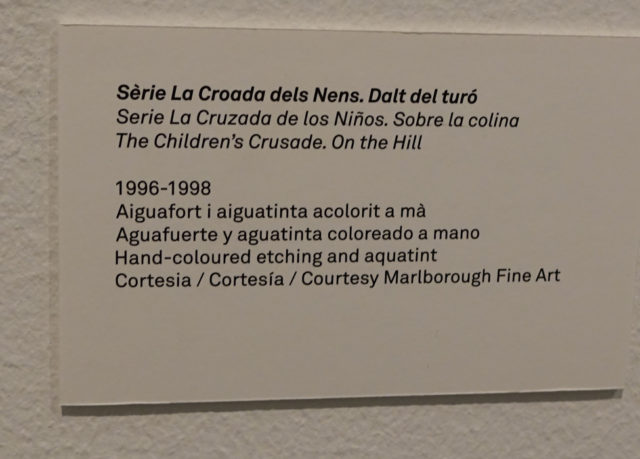 Sèrie La Croada dels Nens. Dalt del turó
Serie La Cruzada de los Niños. Sobre la colina
The Children's Crusade. On the Hill
1996-1998
Aiguafort i aiguatinta acolorit a mà
Aguafuerte y aguatinta coloreado a mano
Hand-coloured etching and aquatint
Cortesia / Cortesía / Courtesy Marlborough Fine Art